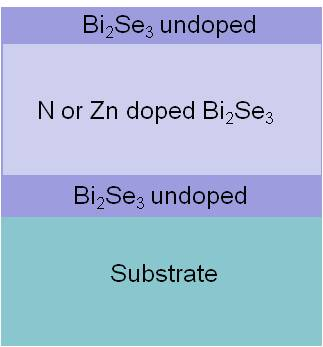 Bi₂Se₃ undoped
N or Zn doped Bi₂Se₃
Bi₂Se₃ undoped
Substrate